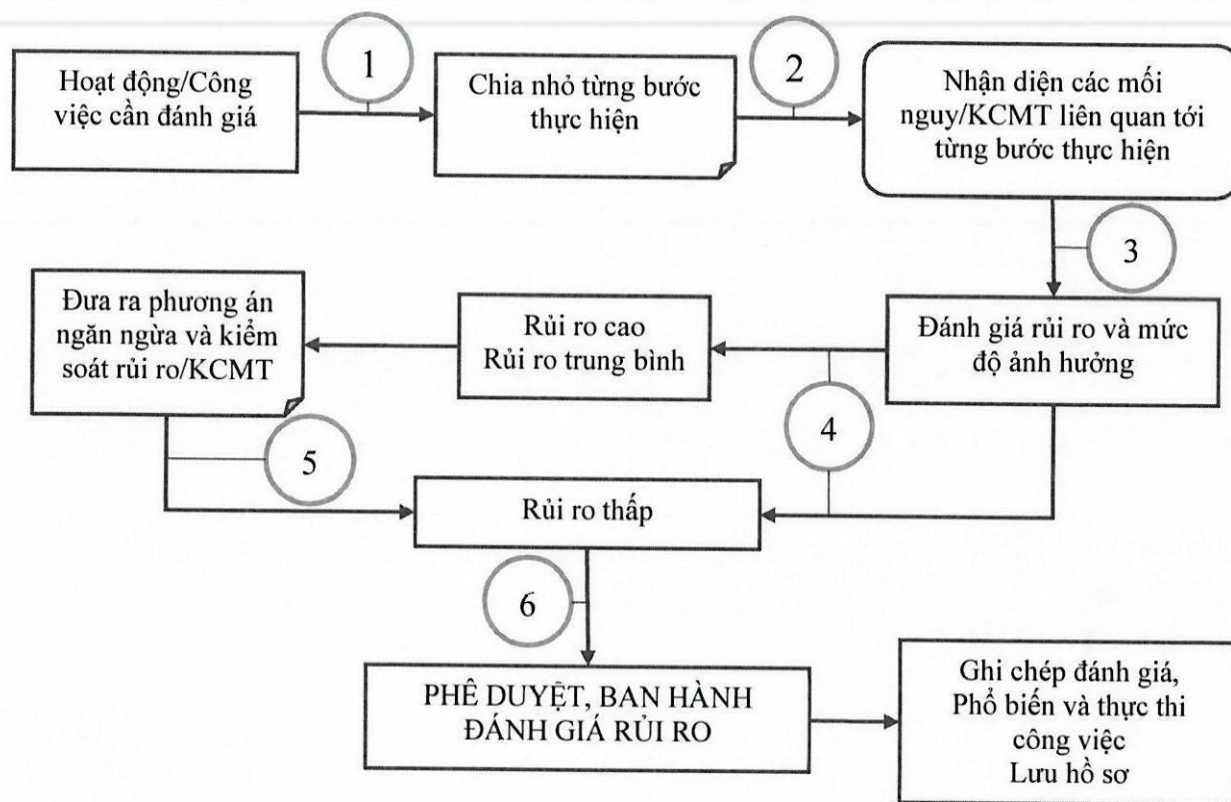 Hoạt động/Công
việc cần đánh giá
1
Chia nhỏ từng bước
thực hiện
2
Nhận diện các mối
nguy/KCMT liên quan tới
từng bước thực hiện
3
Đánh giá rủi ro và mức
độ ảnh hưởng
4
Rủi ro cao
Rủi ro trung bình
Đưa ra phương án
ngăn ngừa và kiểm
soát rủi ro/KCMT
5
Rủi ro thấp
6
PHÊ DUYỆT, BAN HÀNH
ĐÁNH GIÁ RỦI RO
Ghi chép đánh giá,
Phổ biến và thực thi
công việc
Lưu hồ sơ